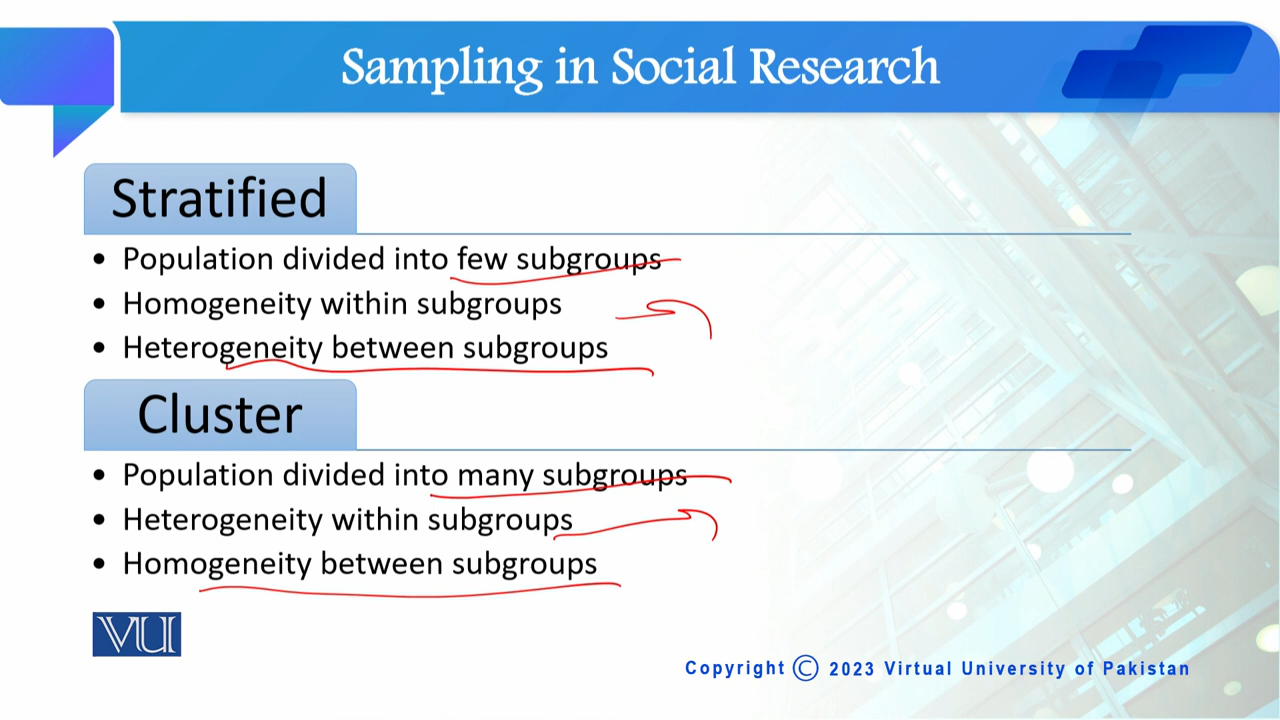 Sampling in Social Research
Stratified
• Population divided into few subgroups
• Homogeneity within subgroups
• Heterogeneity between subgroups
Cluster
• Population divided into many subgroups
• Heterogeneity within subgroups
• Homogeneity between subgroups
VU
Copyright © 2023 Virtual University of Pakistan